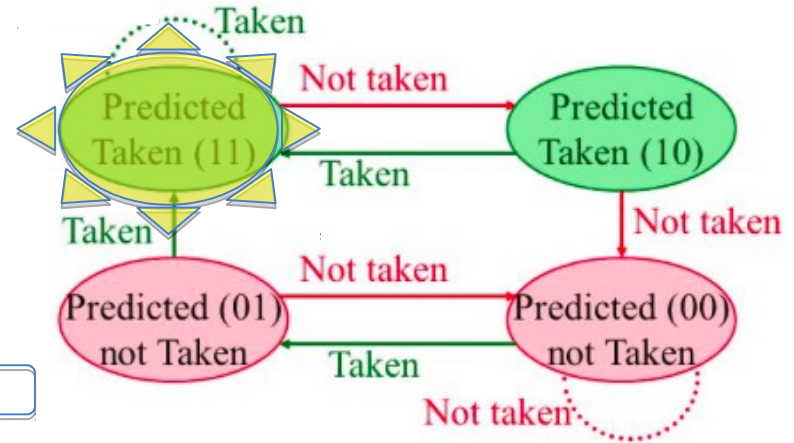 Taken
Not taken
Predicted
Taken (11)
Predicted
Taken (10)
Taken
Taken
Not taken
Not taken
Predicted (01)
not Taken
Predicted (00)
not Taken
Taken
Not taken